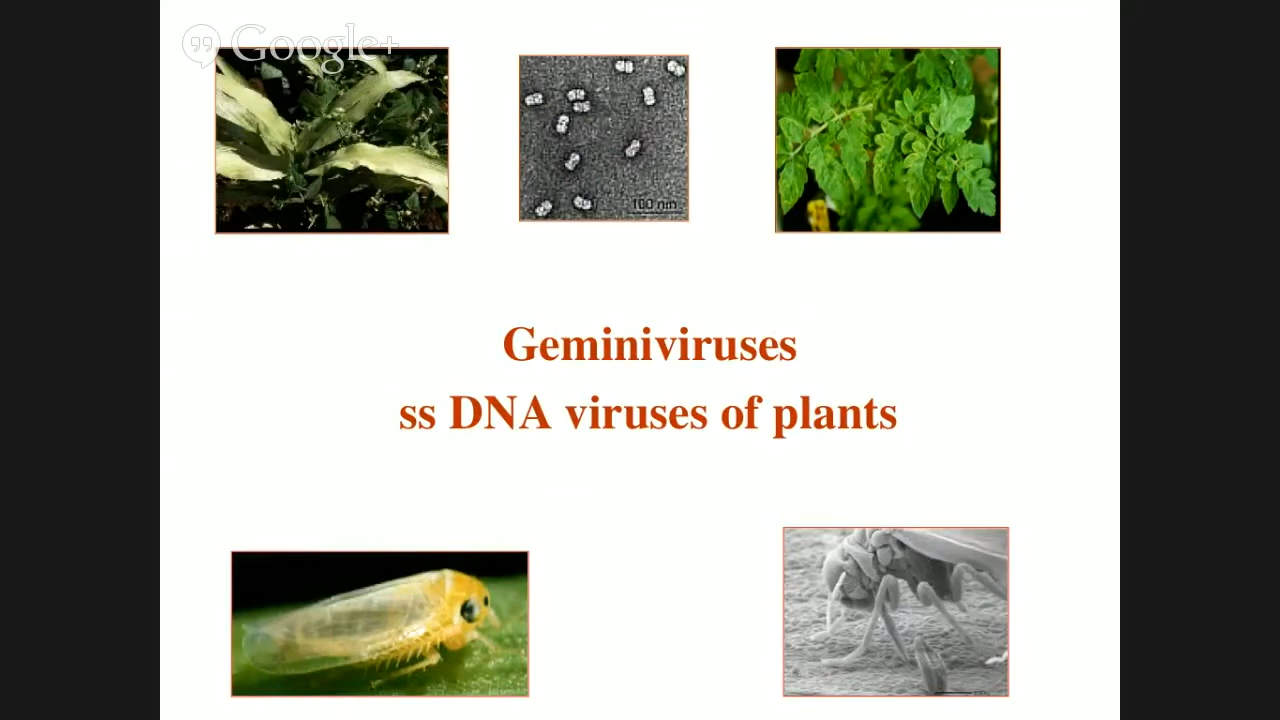 Google+
100 nm
Geminiviruses
ss DNA viruses of plants